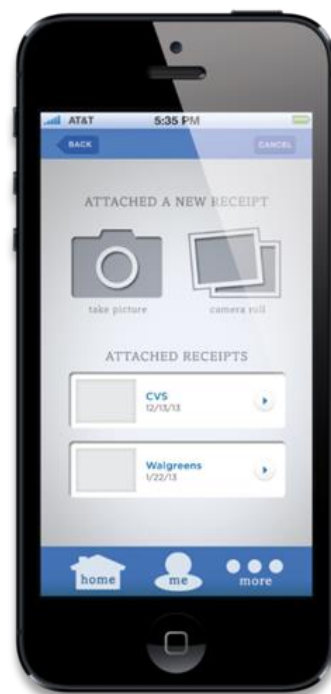 AT&T 5:35 PM
BACK CANCEL
ATTACHED A NEW RECEIPT
take picture camera roll
ATTACHED RECEIPTS
CVS
12/13/13
Walgreens
1/22/13
home me more